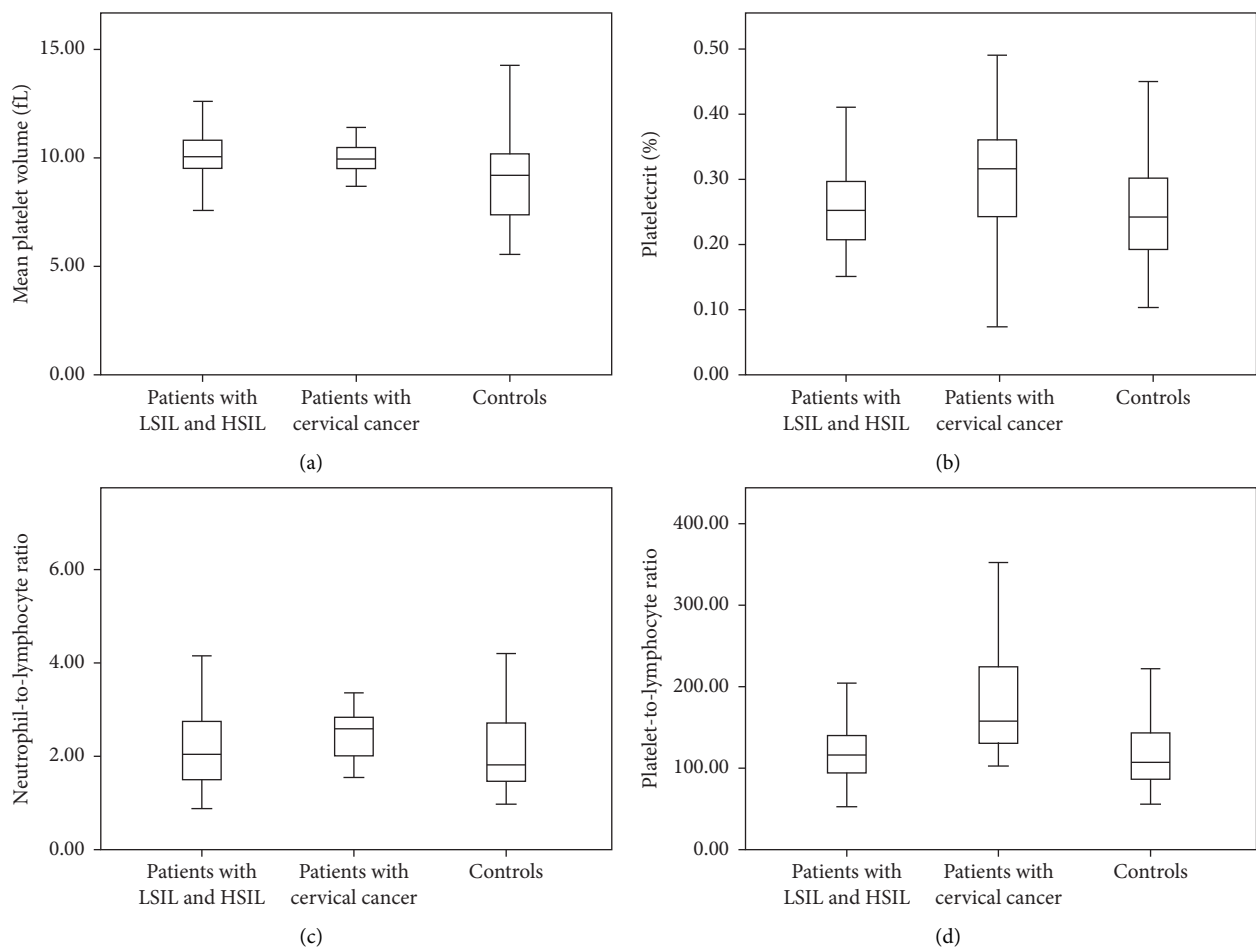 Mean platelet volume (fL)
15.00
10.00
5.00
0.00
Patients with
LSIL and HSIL
Patients with
cervical cancer
Controls
(a)
Plateletcrit (%)
0.50
0.40
0.30
0.20
0.10
0.00
Patients with
LSIL and HSIL
Patients with
cervical cancer
Controls
(b)
Neutrophil-to-lymphocyte ratio
6.00
4.00
2.00
0.00
Patients with
LSIL and HSIL
Patients with
cervical cancer
Controls
(c)
Platelet-to-lymphocyte ratio
400.00
300.00
200.00
100.00
0.00
Patients with
LSIL and HSIL
Patients with
cervical cancer
Controls
(d)